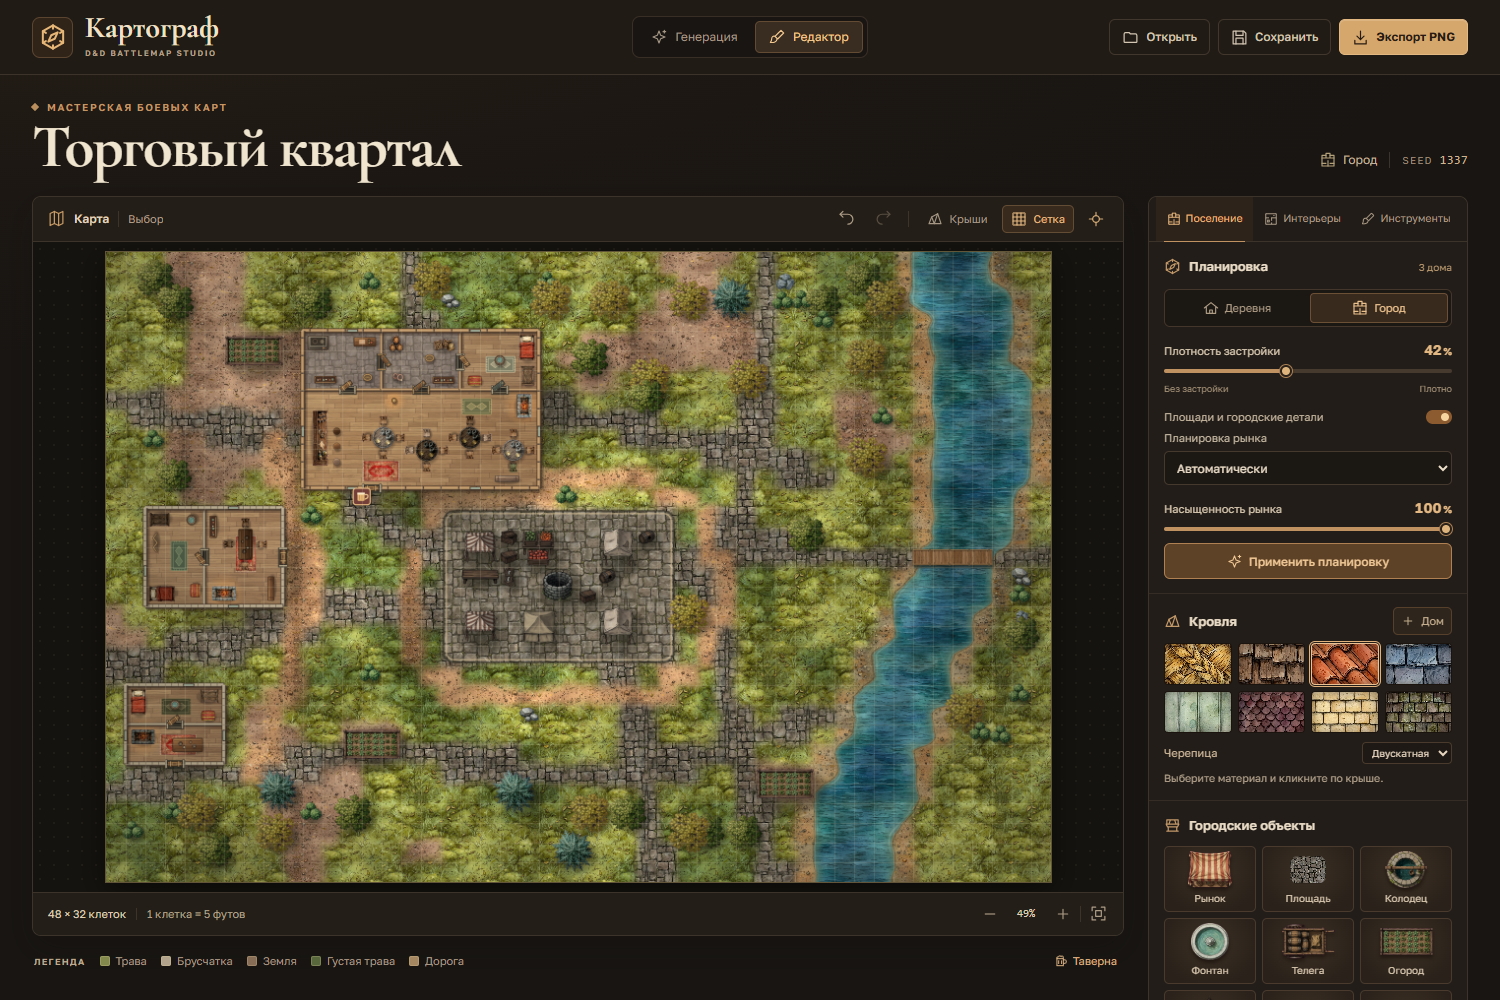 Картограф
D&D BATTLEMAP STUDIO
Генерация
Редактор
Открыть
Сохранить
Экспорт PNG
МАСТЕРСКАЯ БОЕВЫХ КАРТ
Торговый квартал
Город
SEED 1337
Карта
Выбор
Крыши
Сетка
Поселение
Интерьеры
Инструменты
Планировка
3 дома
Деревня
Город
Плотность застройки
42%
Без застройки
Плотно
Площади и городские детали
Планировка рынка
Автоматически
Насыщенность рынка
100%
Применить планировку
Кровля
+ Дом
Черепица
Двускатная
Выберите материал и кликните по крыше.
Городские объекты
Рынок
Площадь
Колодец
Фонтан
Телега
Огород
48 × 32 клеток
1 клетка = 5 футов
49%
ЛЕГЕНДА
Трава
Брусчатка
Земля
Густая трава
Дорога
Таверна